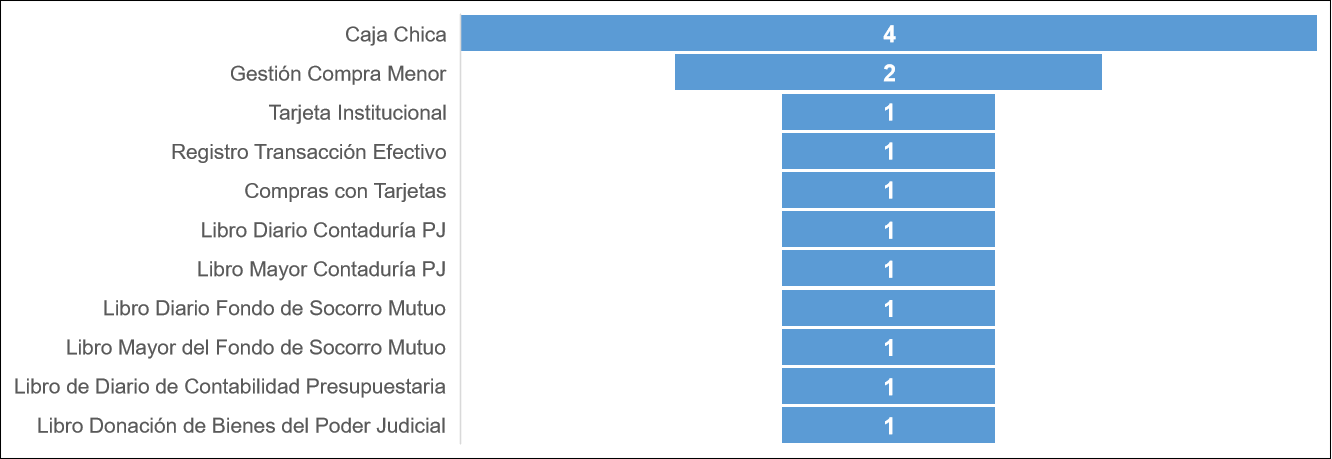 Caja Chica 4
Gestión Compra Menor 2
Tarjeta Institucional 1
Registro Transacción Efectivo 1
Compras con Tarjetas 1
Libro Diario Contaduría PJ 1
Libro Mayor Contaduría PJ 1
Libro Diario Fondo de Socorro Mutuo 1
Libro Mayor del Fondo de Socorro Mutuo 1
Libro de Diario de Contabilidad Presupuestaria 1
Libro Donación de Bienes del Poder Judicial 1